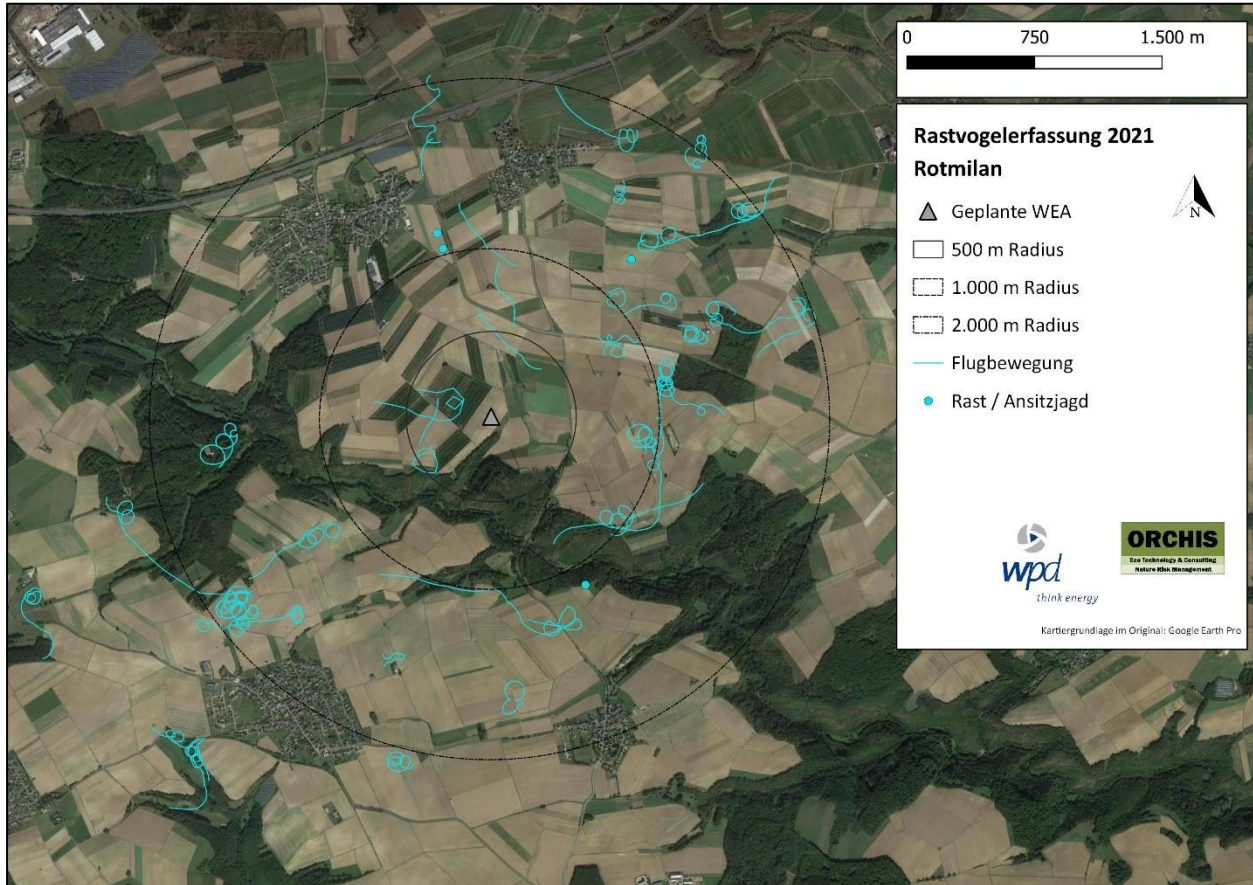 0 750 1.500 m
Rastvogelerfassung 2021
Rotmilan
N
Geplante WEA
500 m Radius
1.000 m Radius
2.000 m Radius
Flugbewegung
Rast / Ansitzjagd
wpd
think energy
ORCHIS
Eco Technology & Consulting
Nature Risk Management
Kartiergrundlage im Original: Google Earth Pro